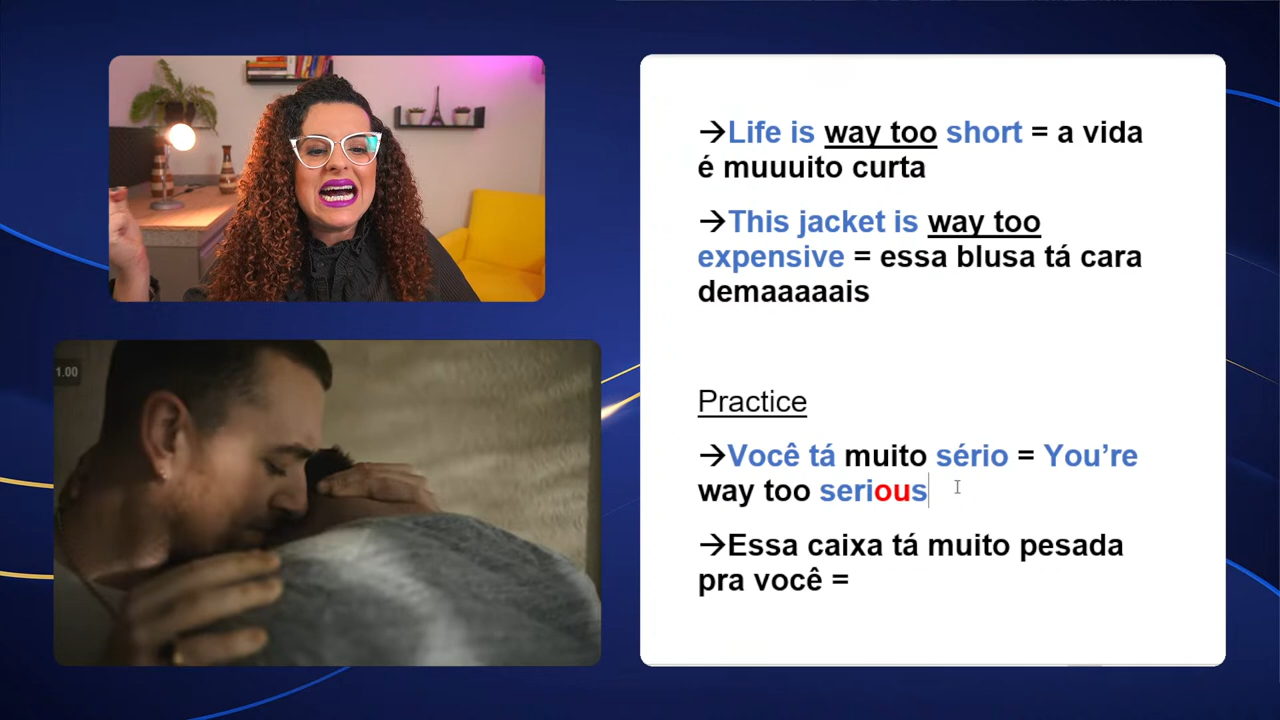 →Life is way too short = a vida
é muuuito curta
→This jacket is way too
expensive = essa blusa tá cara
demaaaaais
Practice
→Você tá muito sério = You’re
way too serious
→Essa caixa tá muito pesada
pra você =
1.00